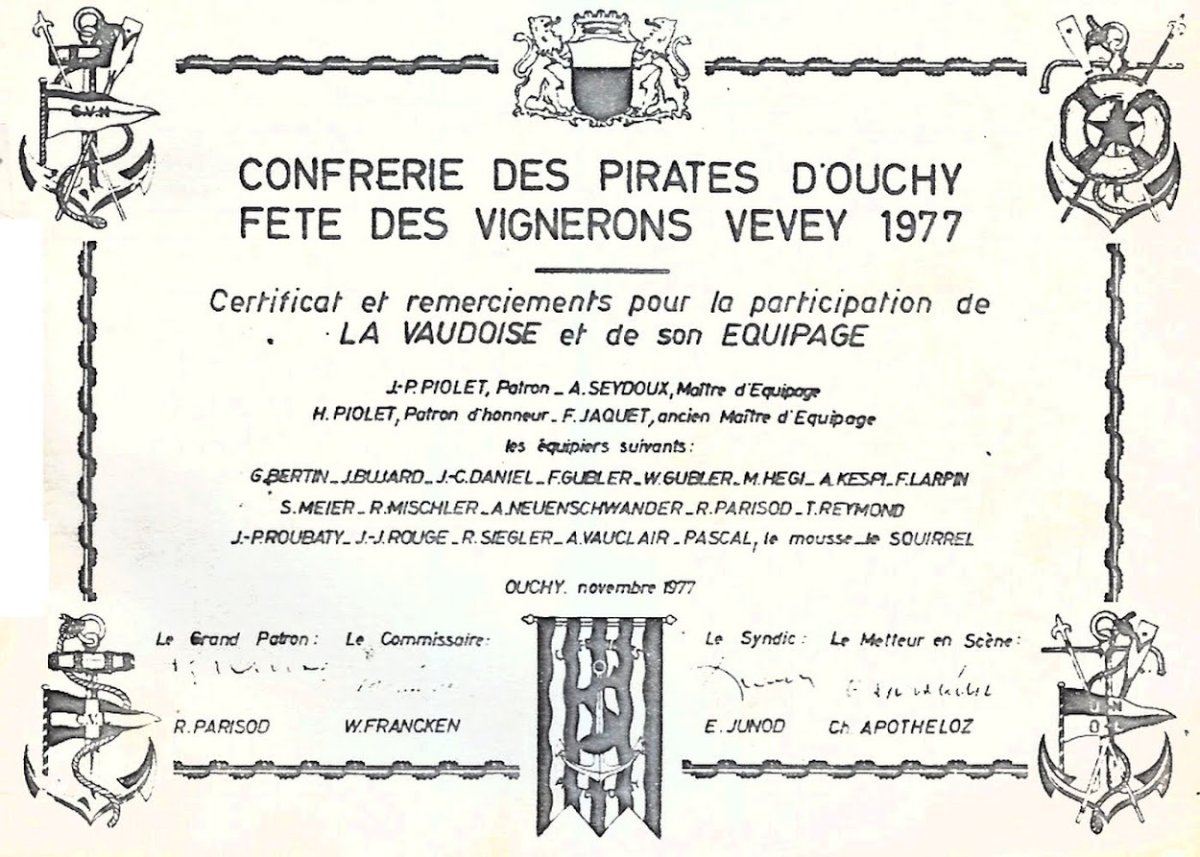 S.V.N
CONFRERIE DES PIRATES D'OUCHY
FETE DES VIGNERONS VEVEY 1977
Certificat et remerciements pour la participation de
LA VAUDOISE et de son EQUIPAGE
J.-P. PIOLET, Patron _ A. SEYDOUX, Maître d'Equipage
H. PIOLET, Patron d'honneur _ F. JAQUET, ancien Maître d'Equipage
les équipiers suivants:
G.BERTIN _ J.BUJARD _ J.-C.DANIEL _ F.GUBLER _ W.GUBLER _ M.HEGI _ A.KESPI _ F.LARPIN
S.MEIER _ R.MISCHLER _ A.NEUENSCHWANDER _ R.PARISOD _ T.REYMOND
J.-P.ROUBATY _ J.-J.ROUGE _ R.SIEGLER _ A.VAUCLAIR _ PASCAL, le mousse _ le SQUIRREL
OUCHY. novembre 1977
Le Grand Patron: Le Commissaire: Le Syndic: Le Metteur en Scène:
R. PARISOD W. FRANCKEN E. JUNOD Ch. APOTHELOZ
U N
O L